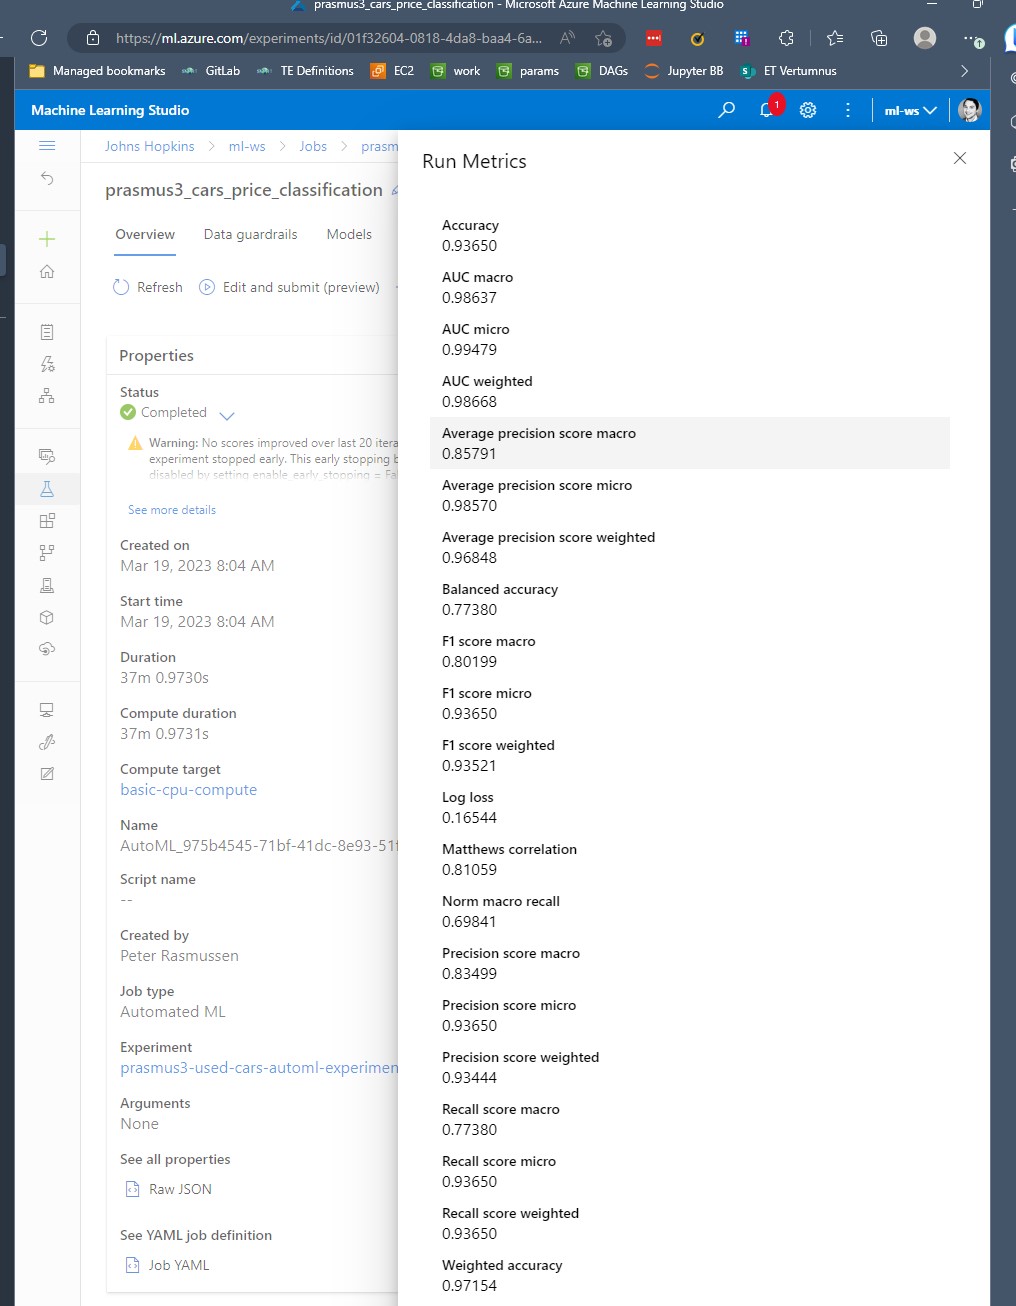 prasmus3_cars_price_classification - Microsoft Azure Machine Learning Studio
https://ml.azure.com/experiments/id/01f32604-0818-4da8-baa4-6a...
Managed bookmarks GitLab TE Definitions EC2 work params DAGs Jupyter BB ET Vertumnus
Machine Learning Studio
1
ml-ws
Johns Hopkins > ml-ws > Jobs > prasm
prasmus3_cars_price_classification
Overview Data guardrails Models
Refresh Edit and submit (preview)
Properties
Status
Completed
Warning: No scores improved over last 20 itera
experiment stopped early. This early stopping b
disabled by setting enable_early_stopping = Fal
See more details
Created on
Mar 19, 2023 8:04 AM
Start time
Mar 19, 2023 8:04 AM
Duration
37m 0.9730s
Compute duration
37m 0.9731s
Compute target
basic-cpu-compute
Name
AutoML_975b4545-71bf-41dc-8e93-51f
Script name
--
Created by
Peter Rasmussen
Job type
Automated ML
Experiment
prasmus3-used-cars-automl-experimen
Arguments
None
See all properties
Raw JSON
See YAML job definition
Job YAML
Run Metrics
Accuracy
0.93650
AUC macro
0.98637
AUC micro
0.99479
AUC weighted
0.98668
Average precision score macro
0.85791
Average precision score micro
0.98570
Average precision score weighted
0.96848
Balanced accuracy
0.77380
F1 score macro
0.80199
F1 score micro
0.93650
F1 score weighted
0.93521
Log loss
0.16544
Matthews correlation
0.81059
Norm macro recall
0.69841
Precision score macro
0.83499
Precision score micro
0.93650
Precision score weighted
0.93444
Recall score macro
0.77380
Recall score micro
0.93650
Recall score weighted
0.93650
Weighted accuracy
0.97154